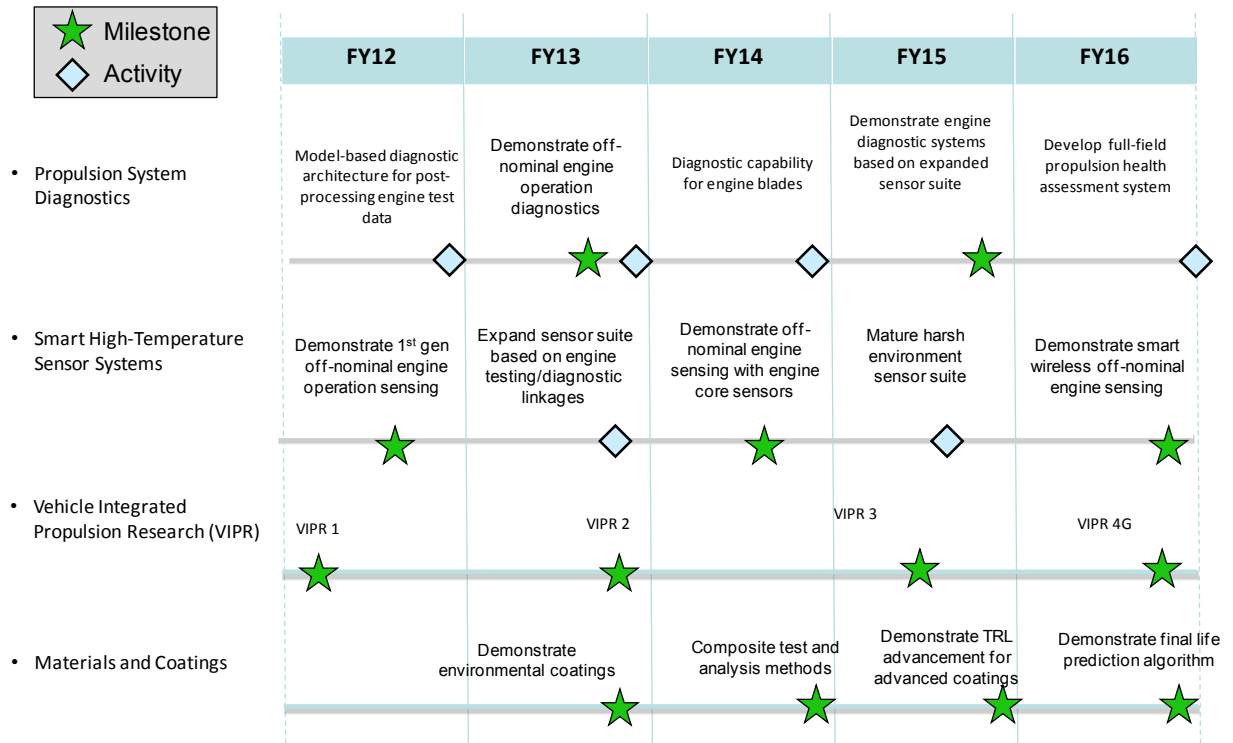 Milestone
Activity
FY12
FY13
FY14
FY15
FY16
• Propulsion System
Diagnostics
Model-based diagnostic
architecture for post-
processing engine test
data
Demonstrate off-
nominal engine
operation
diagnostics
Diagnostic capability
for engine blades
Demonstrate engine
diagnostic systems
based on expanded
sensor suite
Develop full-field
propulsion health
assessment system
• Smart High-Temperature
Sensor Systems
Demonstrate 1st gen
off-nominal engine
operation sensing
Expand sensor suite
based on engine
testing/diagnostic
linkages
Demonstrate off-
nominal engine
sensing with engine
core sensors
Mature harsh
environment
sensor suite
Demonstrate smart
wireless off-nominal
engine sensing
• Vehicle Integrated
Propulsion Research (VIPR)
VIPR 1
VIPR 2
VIPR 3
VIPR 4G
• Materials and Coatings
Demonstrate
environmental coatings
Composite test and
analysis methods
Demonstrate TRL
advancement for
advanced coatings
Demonstrate final life
prediction algorithm